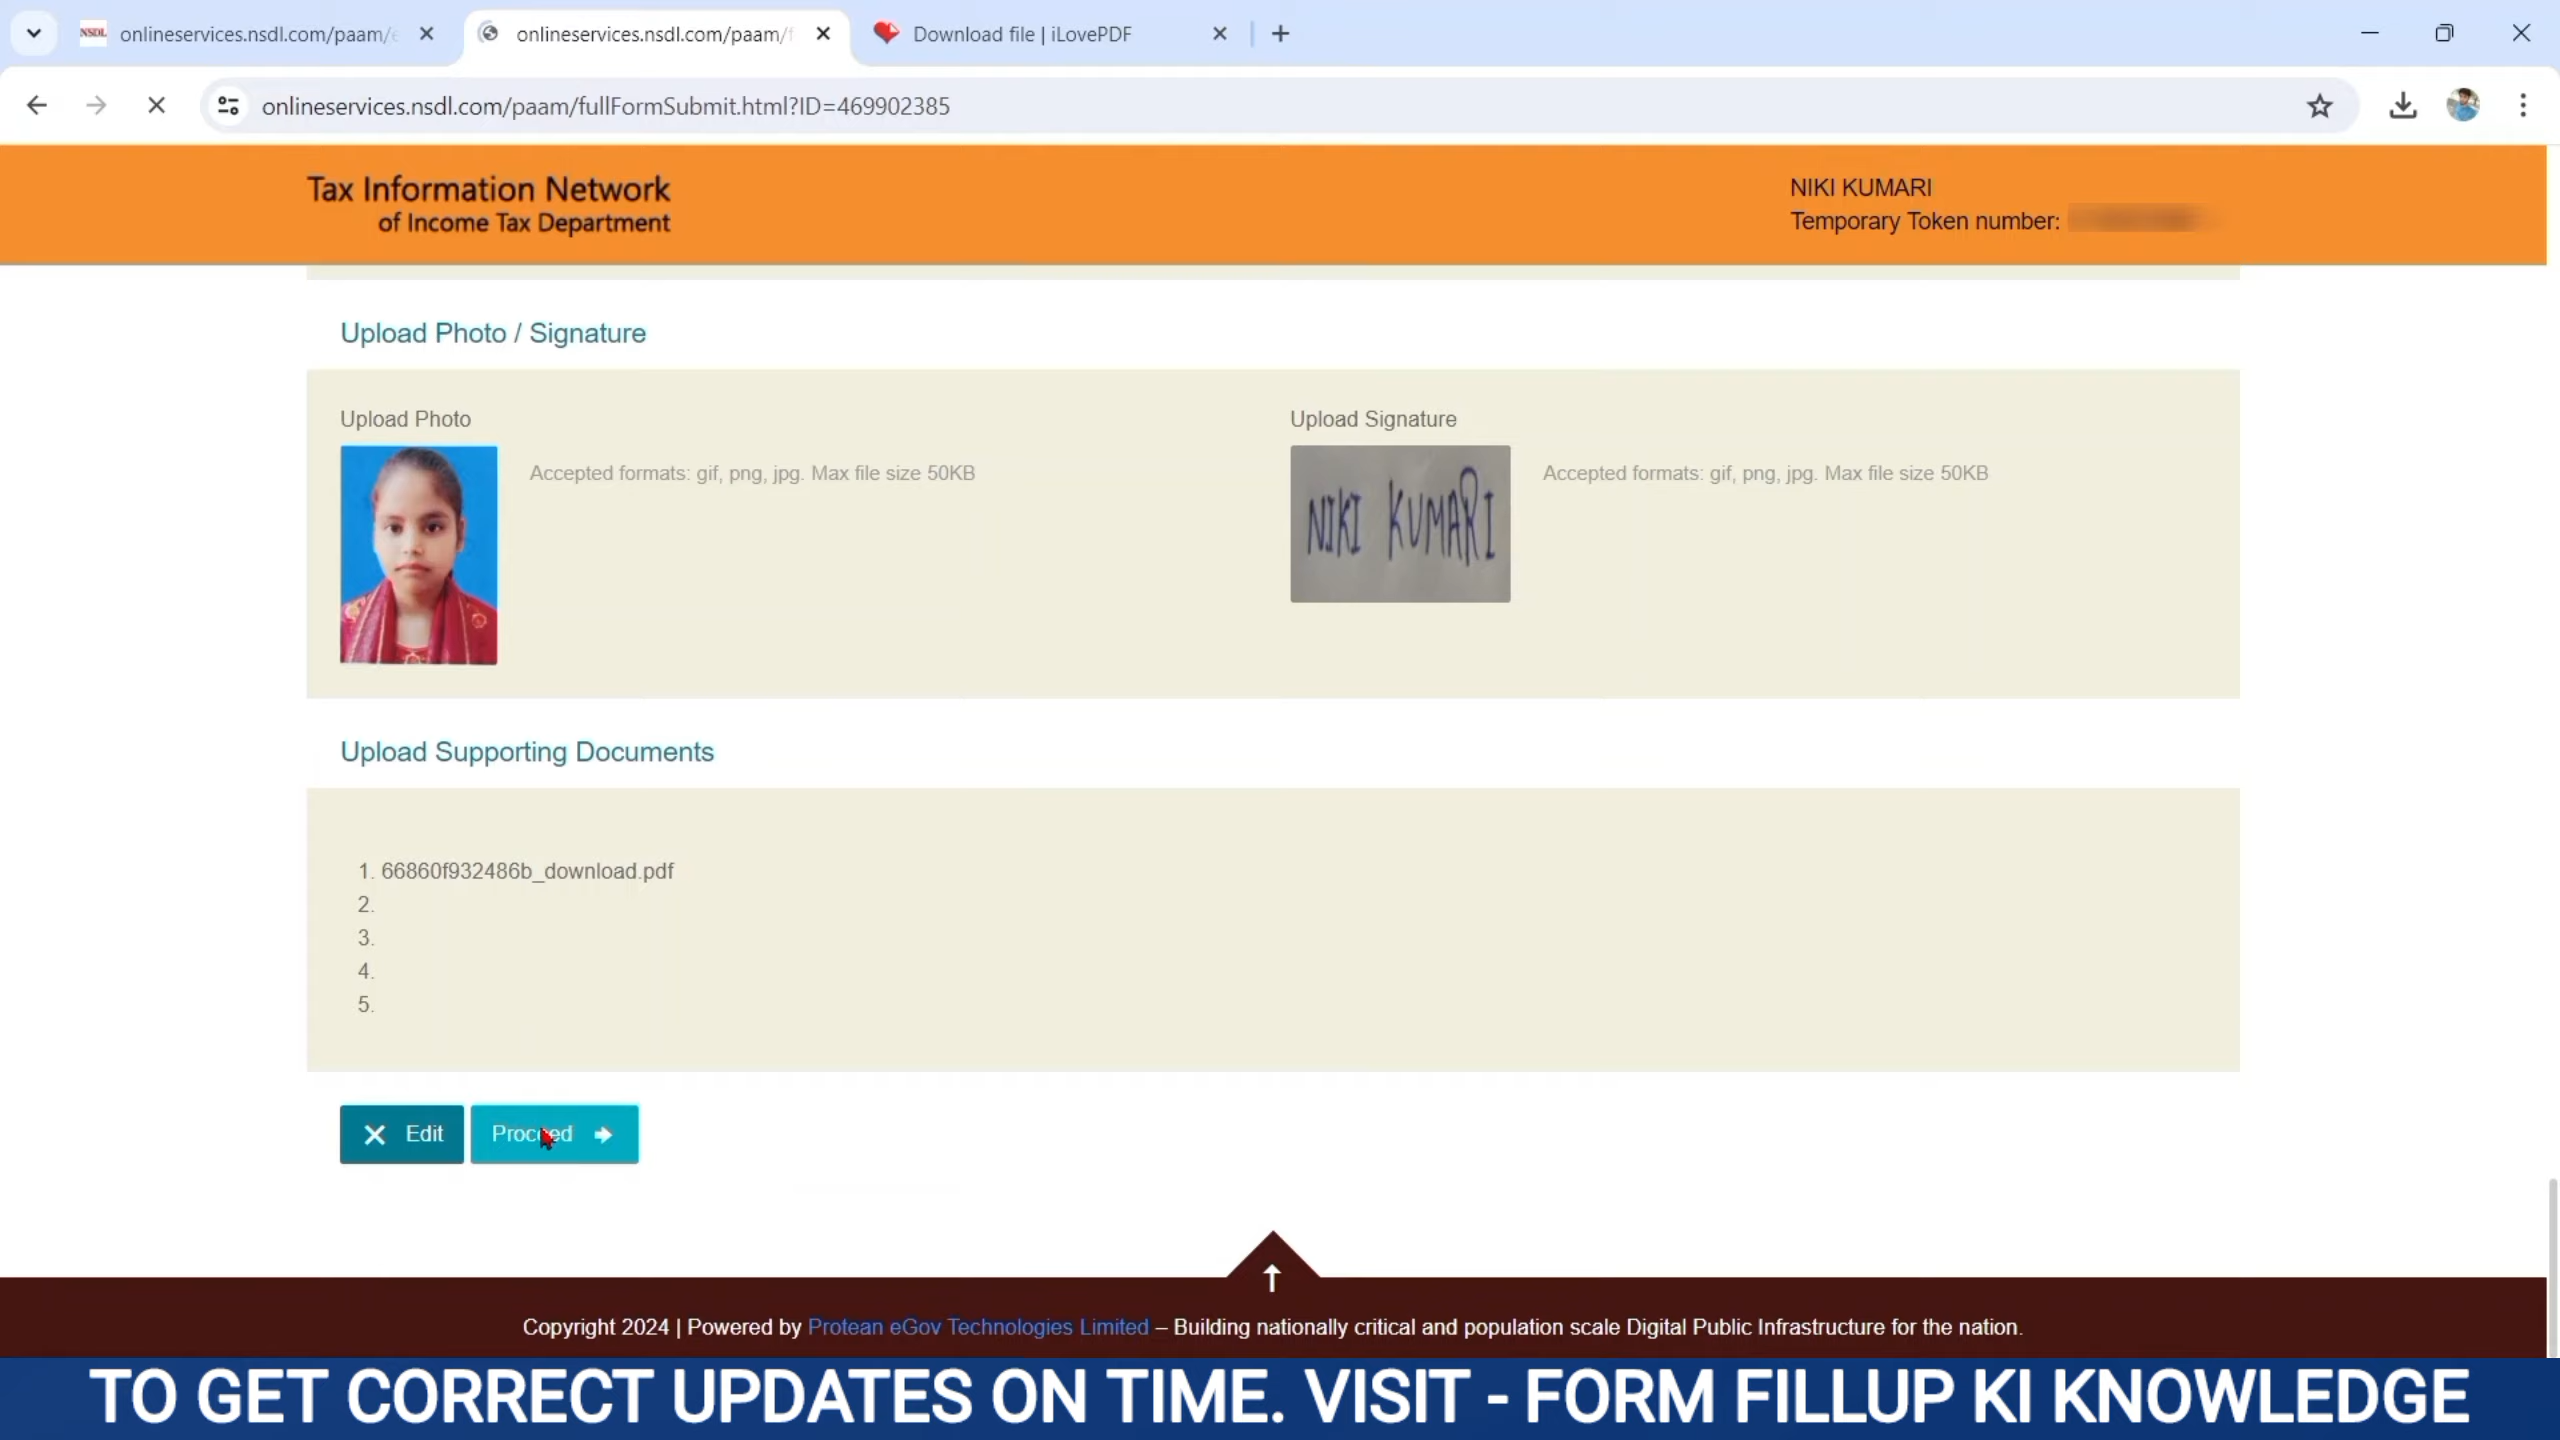 NSDL onlineservices.nsdl.com/paam/e
onlineservices.nsdl.com/paam/f
Download file | iLovePDF
onlineservices.nsdl.com/paam/fullFormSubmit.html?ID=469902385
Tax Information Network
of Income Tax Department
NIKI KUMARI
Temporary Token number:
Upload Photo / Signature
Upload Photo
Accepted formats: gif, png, jpg. Max file size 50KB
Upload Signature
NIKI KUMARI
Accepted formats: gif, png, jpg. Max file size 50KB
Upload Supporting Documents
1. 66860f932486b_download.pdf
2.
3.
4.
5.
Edit
Proceed
Copyright 2024 | Powered by Protean eGov Technologies Limited – Building nationally critical and population scale Digital Public Infrastructure for the nation.
TO GET CORRECT UPDATES ON TIME. VISIT - FORM FILLUP KI KNOWLEDGE